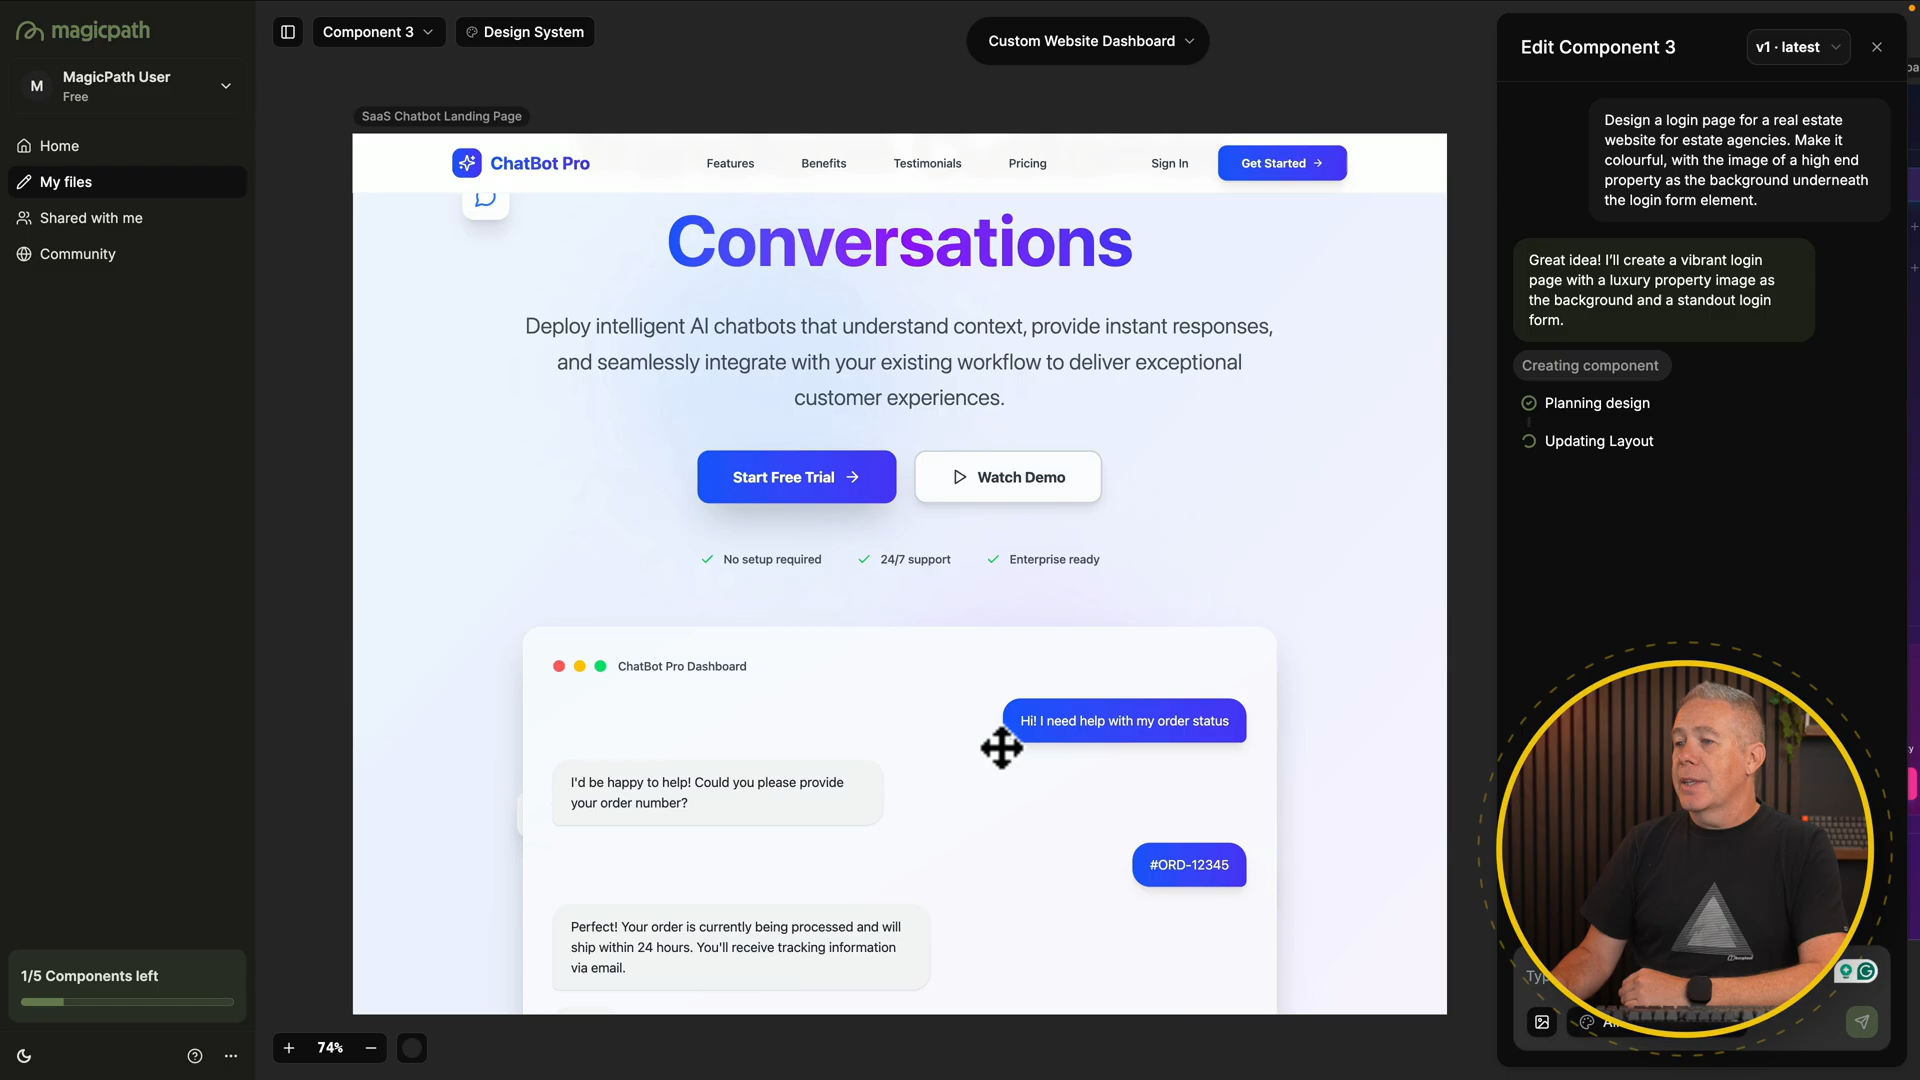 magicpath
M
MagicPath User
Free
Home
My files
Shared with me
Community
1/5 Components left
Component 3
Design System
Custom Website Dashboard
SaaS Chatbot Landing Page
ChatBot Pro
Features
Benefits
Testimonials
Pricing
Sign In
Get Started
Conversations
Deploy intelligent AI chatbots that understand context, provide instant responses,
and seamlessly integrate with your existing workflow to deliver exceptional
customer experiences.
Start Free Trial
Watch Demo
No setup required
24/7 support
Enterprise ready
ChatBot Pro Dashboard
Hi! I need help with my order status
I'd be happy to help! Could you please provide
your order number?
#ORD-12345
Perfect! Your order is currently being processed and will
ship within 24 hours. You'll receive tracking information
via email.
74%
Edit Component 3
v1 · latest
Design a login page for a real estate
website for estate agencies. Make it
colourful, with the image of a high end
property as the background underneath
the login form element.
Great idea! I'll create a vibrant login
page with a luxury property image as
the background and a standout login
form.
Creating component
Planning design
Updating Layout